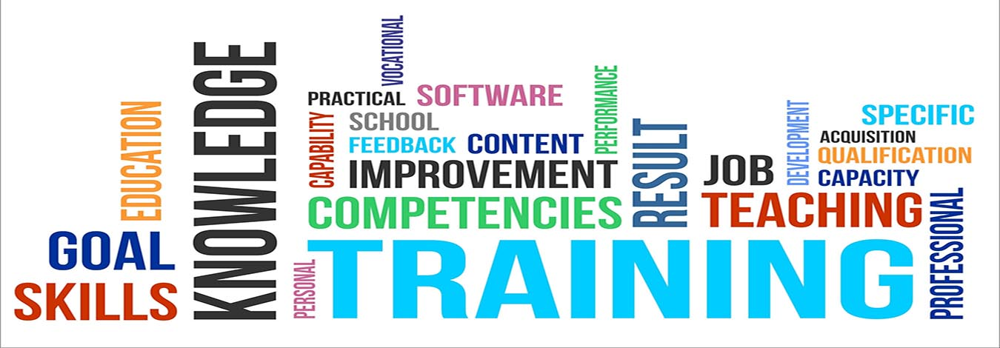 VOCATIONAL
KNOWLEDGE
PRACTICAL
SOFTWARE
PERFORMANCE
EDUCATION
CAPABILITY
SCHOOL
FEEDBACK
CONTENT
IMPROVEMENT
COMPETENCIES
RESULT
JOB
DEVELOPMENT
SPECIFIC
ACQUISITION
QUALIFICATION
CAPACITY
TEACHING
PROFESSIONAL
GOAL
SKILLS
PERSONAL
TRAINING